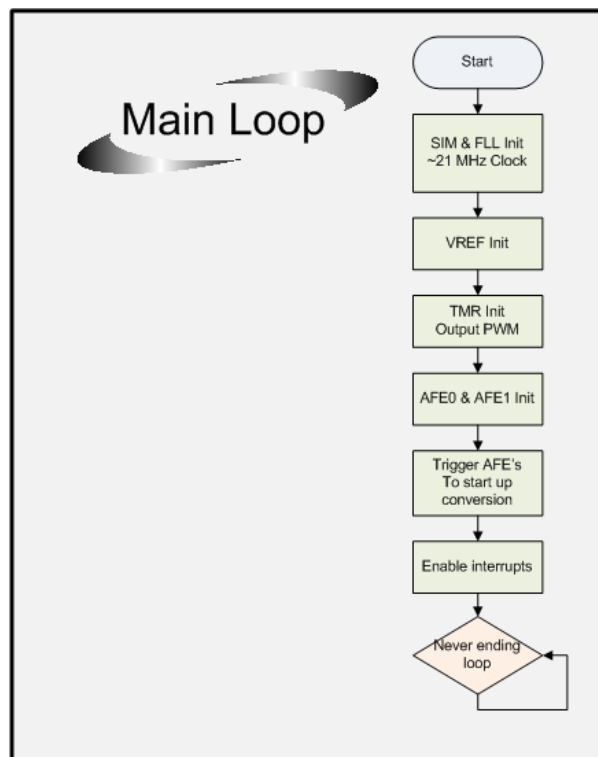 Main Loop
Start
SIM & FLL Init
~21 MHz Clock
VREF Init
TMR Init
Output PWM
AFE0 & AFE1 Init
Trigger AFE's
To start up
conversion
Enable interrupts
Never ending
loop